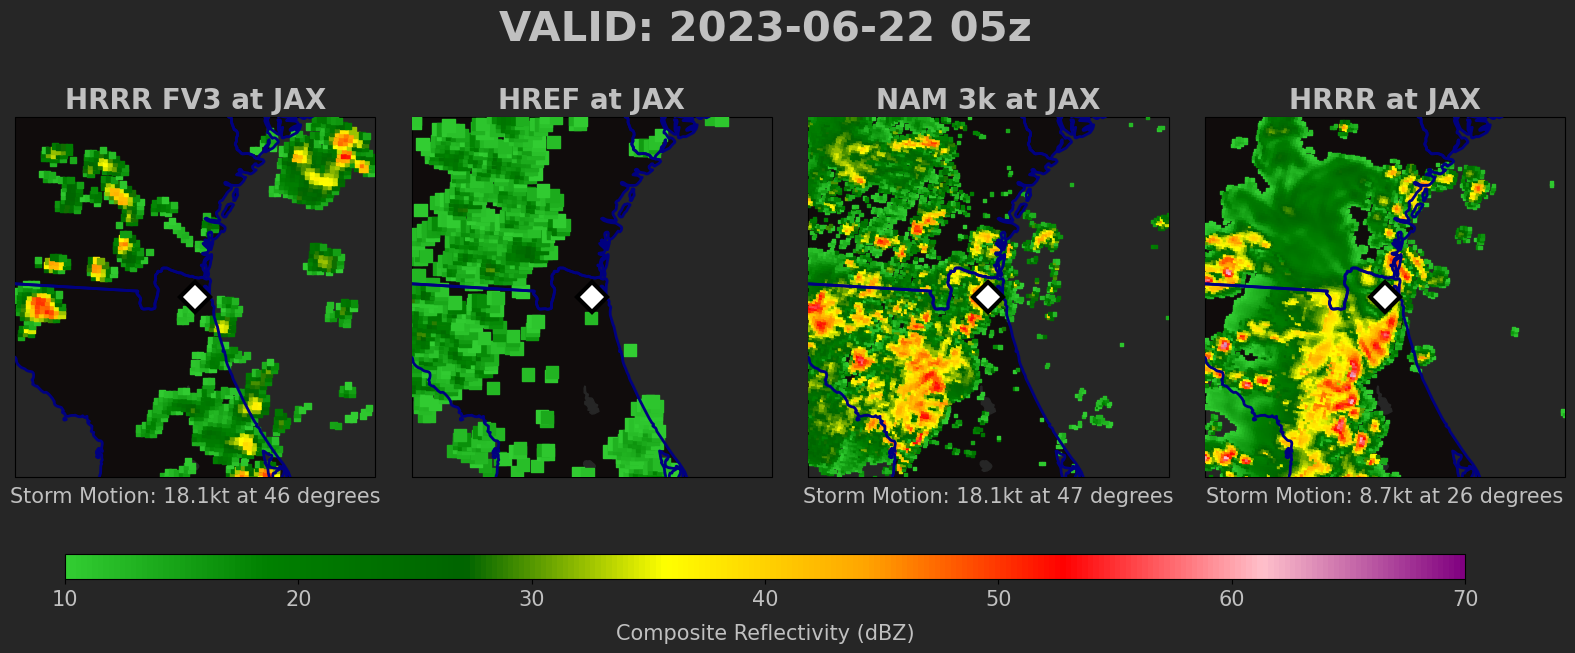 VALID: 2023-06-22 05z
HRRR FV3 at JAX
HREF at JAX
NAM 3k at JAX
HRRR at JAX
Storm Motion: 18.1kt at 46 degrees
Storm Motion: 18.1kt at 47 degrees
Storm Motion: 8.7kt at 26 degrees
10 20 30 40 50 60 70
Composite Reflectivity (dBZ)